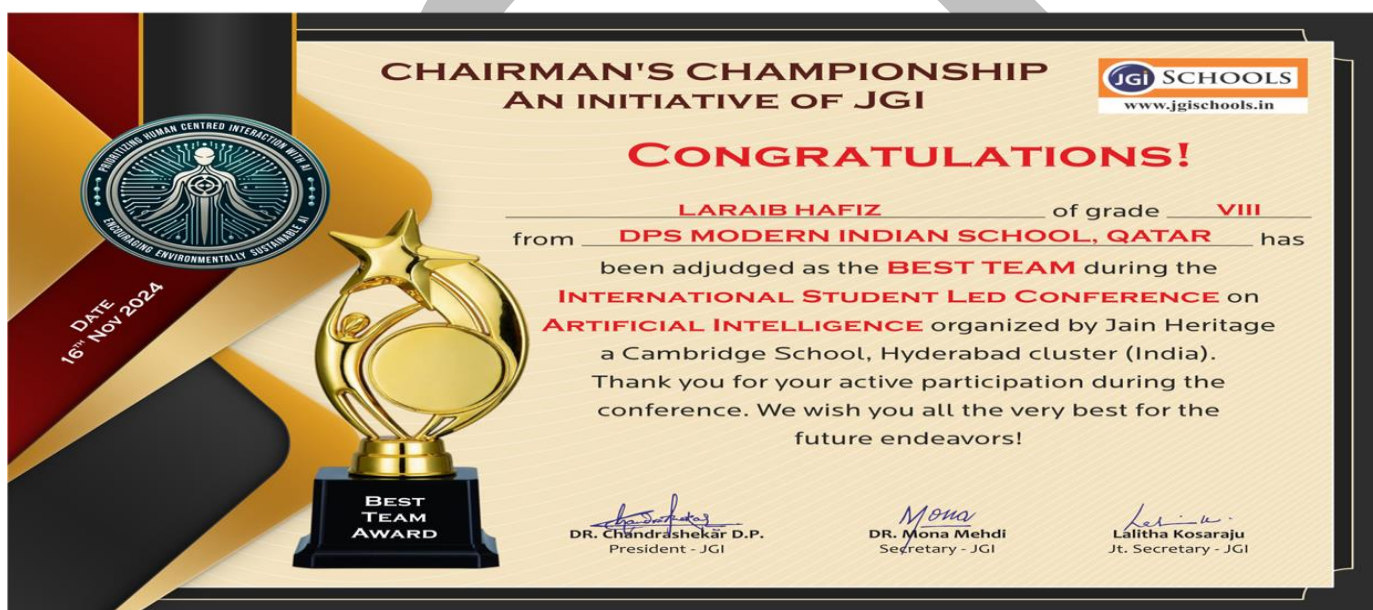 CHAIRMAN'S CHAMPIONSHIP
AN INITIATIVE OF JGI
JGI SCHOOLS
www.jgischools.in
PRIORITIZING HUMAN CENTRED INTERACTION WITH AI
ENCOURAGING ENVIRONMENTALLY SUSTAINABLE AI
DATE
16TH NOV 2024
CONGRATULATIONS!
LARAIB HAFIZ of grade VIII
from DPS MODERN INDIAN SCHOOL, QATAR has
been adjudged as the BEST TEAM during the
INTERNATIONAL STUDENT LED CONFERENCE on
ARTIFICIAL INTELLIGENCE organized by Jain Heritage
a Cambridge School, Hyderabad cluster (India).
Thank you for your active participation during the
conference. We wish you all the very best for the
future endeavors!
BEST
TEAM
AWARD
Mona
DR. Chandrashekar D.P. DR. Mona Mehdi Lalitha Kosaraju
President - JGI Secretary - JGI Jt. Secretary - JGI